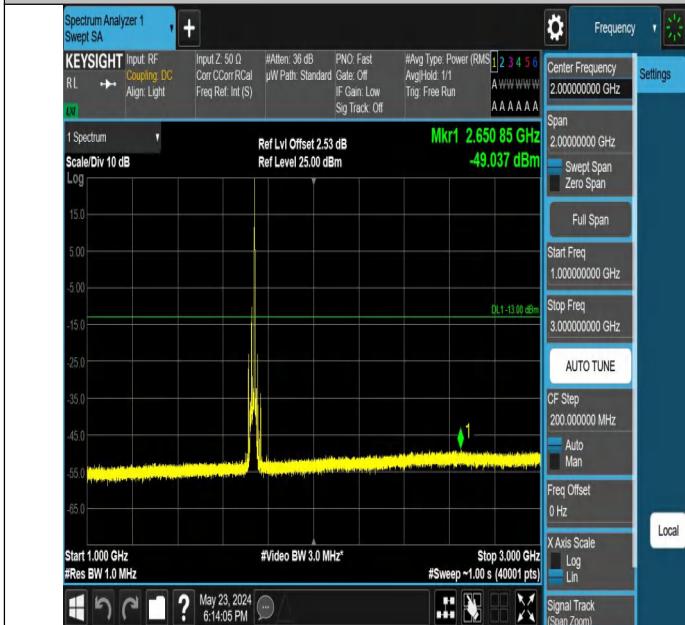 Spectrum Analyzer 1
Swept SA
+
Frequency
KEYSIGHT
RL
Input: RF
Coupling: DC
Align: Light
Input Z: 50 Ω
Corr CCorr RCal
Freq Ref: Int (S)
#Atten: 36 dB
µW Path: Standard
PNO: Fast
Gate: Off
IF Gain: Low
Sig Track: Off
#Avg Type: Power (RMS
Avg|Hold: 1/1
Trig: Free Run
1 2 3 4 5 6
A W W W W W
A A A A A A
1 Spectrum
Scale/Div 10 dB
Log
Ref Lvl Offset 2.53 dB
Ref Level 25.00 dBm
Mkr1 2.650 85 GHz
-49.037 dBm
15.0
5.00
-5.00
-15.0
-25.0
-35.0
-45.0
-55.0
-65.0
DL1 -13.00 dBm
1
Start 1.000 GHz
#Res BW 1.0 MHz
#Video BW 3.0 MHz*
Stop 3.000 GHz
#Sweep ~1.00 s (40001 pts)
?
May 23, 2024
6:14:05 PM
Center Frequency
2.000000000 GHz
Settings
Span
2.00000000 GHz
Swept Span
Zero Span
Full Span
Start Freq
1.000000000 GHz
Stop Freq
3.000000000 GHz
AUTO TUNE
CF Step
200.000000 MHz
Auto
Man
Freq Offset
0 Hz
X Axis Scale
Log
Lin
Local
Signal Track
(Span Zoom)